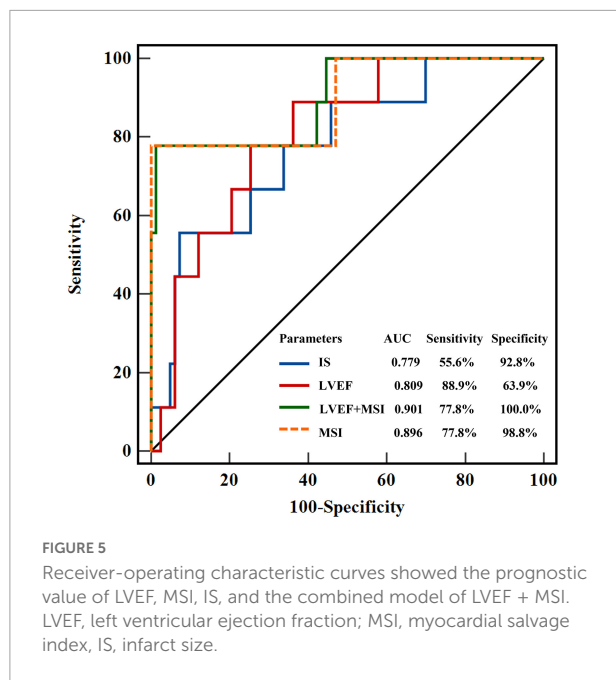 100
80
60
40
20
0
Sensitivity
Parameters AUC Sensitivity Specificity
IS 0.779 55.6% 92.8%
LVEF 0.809 88.9% 63.9%
LVEF+MSI 0.901 77.8% 100.0%
MSI 0.896 77.8% 98.8%
0 20 40 60 80 100
100-Specificity
FIGURE 5
Receiver-operating characteristic curves showed the prognostic
value of LVEF, MSI, IS, and the combined model of LVEF + MSI.
LVEF, left ventricular ejection fraction; MSI, myocardial salvage
index, IS, infarct size.